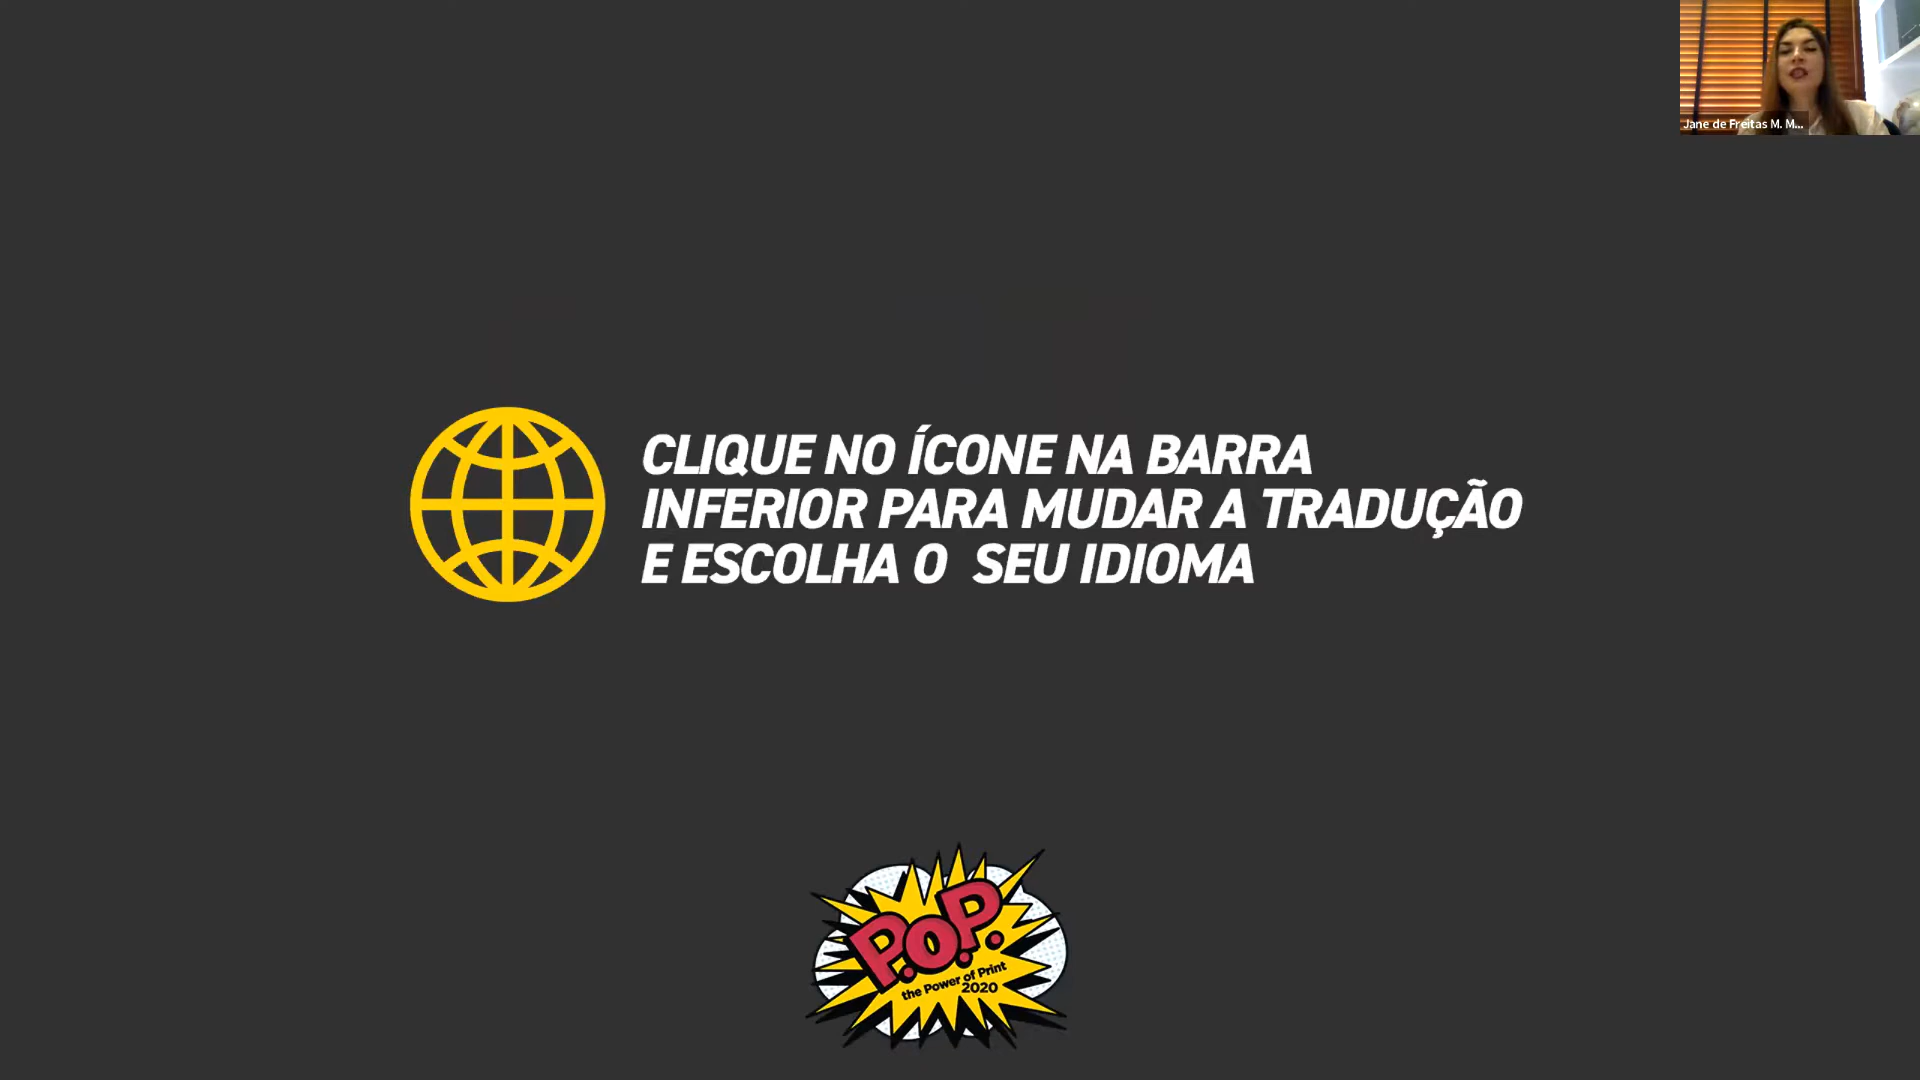 Jane de Freitas M. M...
CLIQUE NO ÍCONE NA BARRA
INFERIOR PARA MUDAR A TRADUÇÃO
E ESCOLHA O  SEU IDIOMA
P.O.P.
the Power of Print
2020